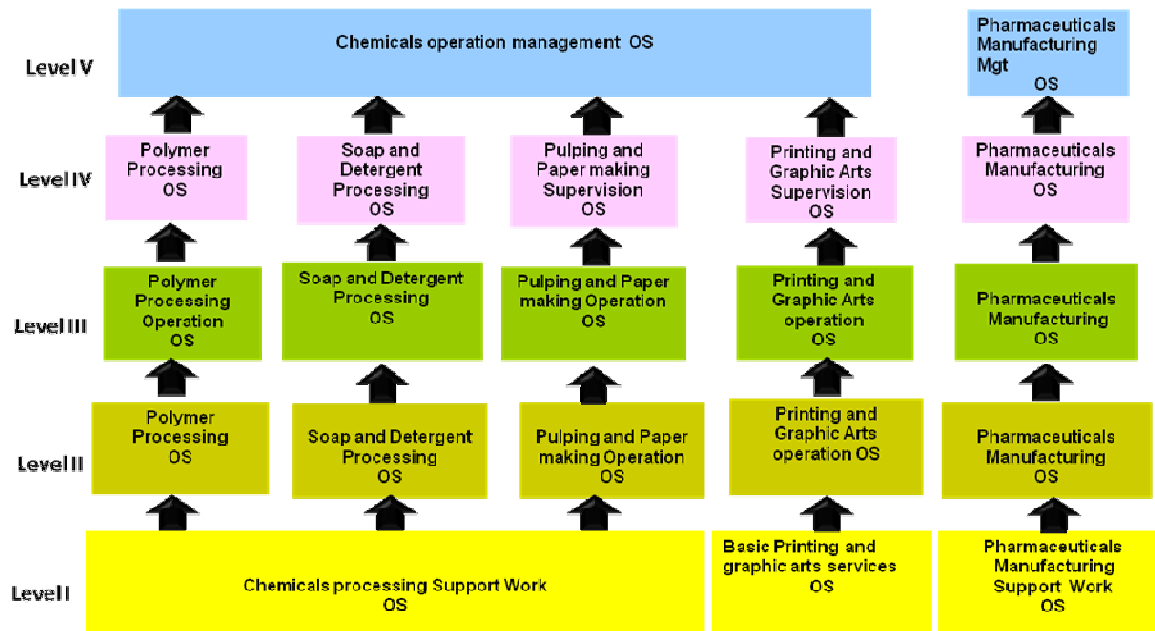 Level V
Chemicals operation management OS
Pharmaceuticals
Manufacturing
Mgt
OS
Level IV
Polymer
Processing
OS
Soap and
Detergent
Processing
OS
Pulping and
Paper making
Supervision
OS
Printing and
Graphic Arts
Supervision
OS
Pharmaceuticals
Manufacturing
OS
Level III
Polymer
Processing
Operation
OS
Soap and Detergent
Processing
OS
Pulping and Paper
making Operation
OS
Printing and
Graphic Arts
operation
OS
Pharmaceuticals
Manufacturing
OS
Level II
Polymer
Processing
OS
Soap and Detergent
Processing
OS
Pulping and Paper
making Operation
OS
Printing and
Graphic Arts
operation OS
Pharmaceuticals
Manufacturing
OS
Level I
Chemicals processing Support Work
OS
Basic Printing and
graphic arts services
OS
Pharmaceuticals
Manufacturing
Support Work
OS